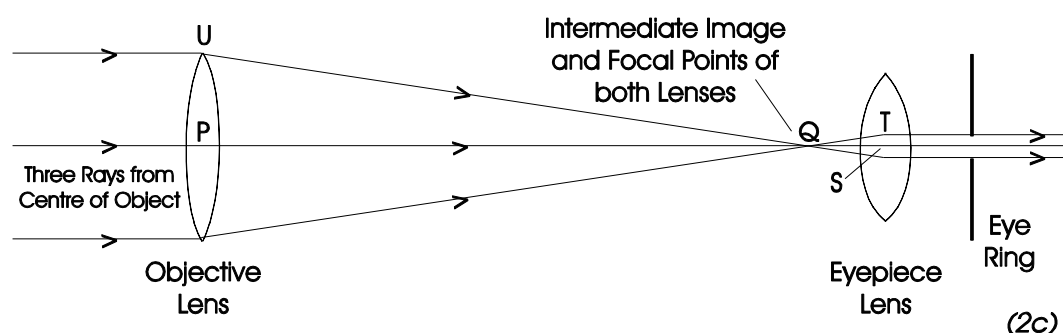 U
Intermediate Image
and Focal Points of
both Lenses
P
Q
T
Three Rays from
Centre of Object
S
Objective
Lens
Eyepiece
Lens
Eye
Ring
(2c)